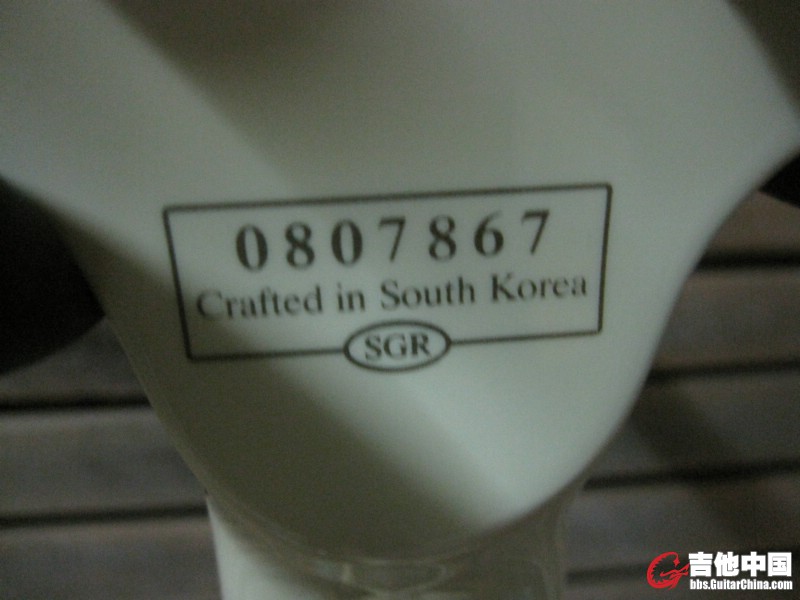 0807867
Crafted in South Korea
SGR
吉他中国
bbs.GuitarChina.com